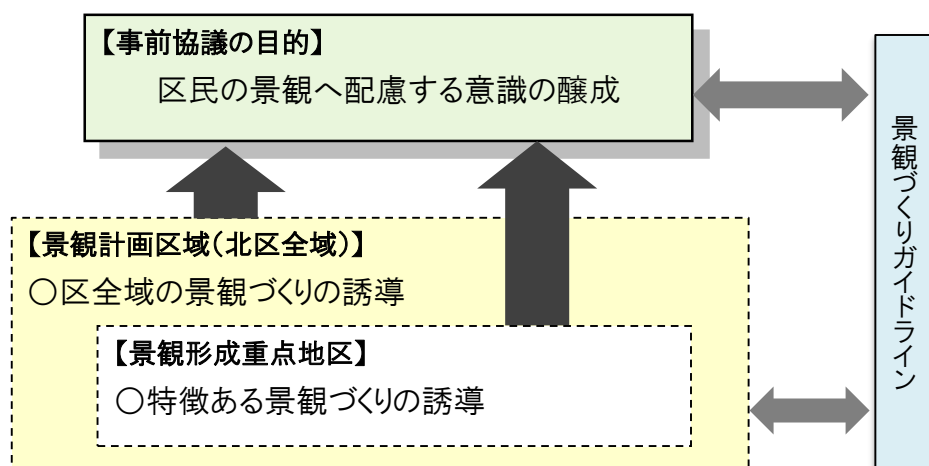 【事前協議の目的】
区民の景観へ配慮する意識の醸成
【景観計画区域(北区全域)】
○区全域の景観づくりの誘導
【景観形成重点地区】
○特徴ある景観づくりの誘導
景観づくりガイドライン